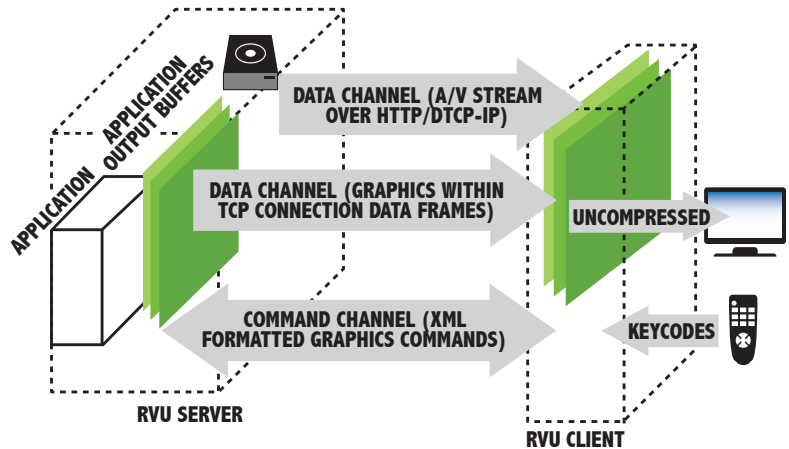 APPLICATION
APPLICATION
OUTPUT BUFFERS
DATA CHANNEL (A/V STREAM
OVER HTTP/DTCP-IP)
DATA CHANNEL (GRAPHICS WITHIN
TCP CONNECTION DATA FRAMES)
UNCOMPRESSED
COMMAND CHANNEL (XML
FORMATTED GRAPHICS COMMANDS)
KEYCODES
RVU SERVER
RVU CLIENT